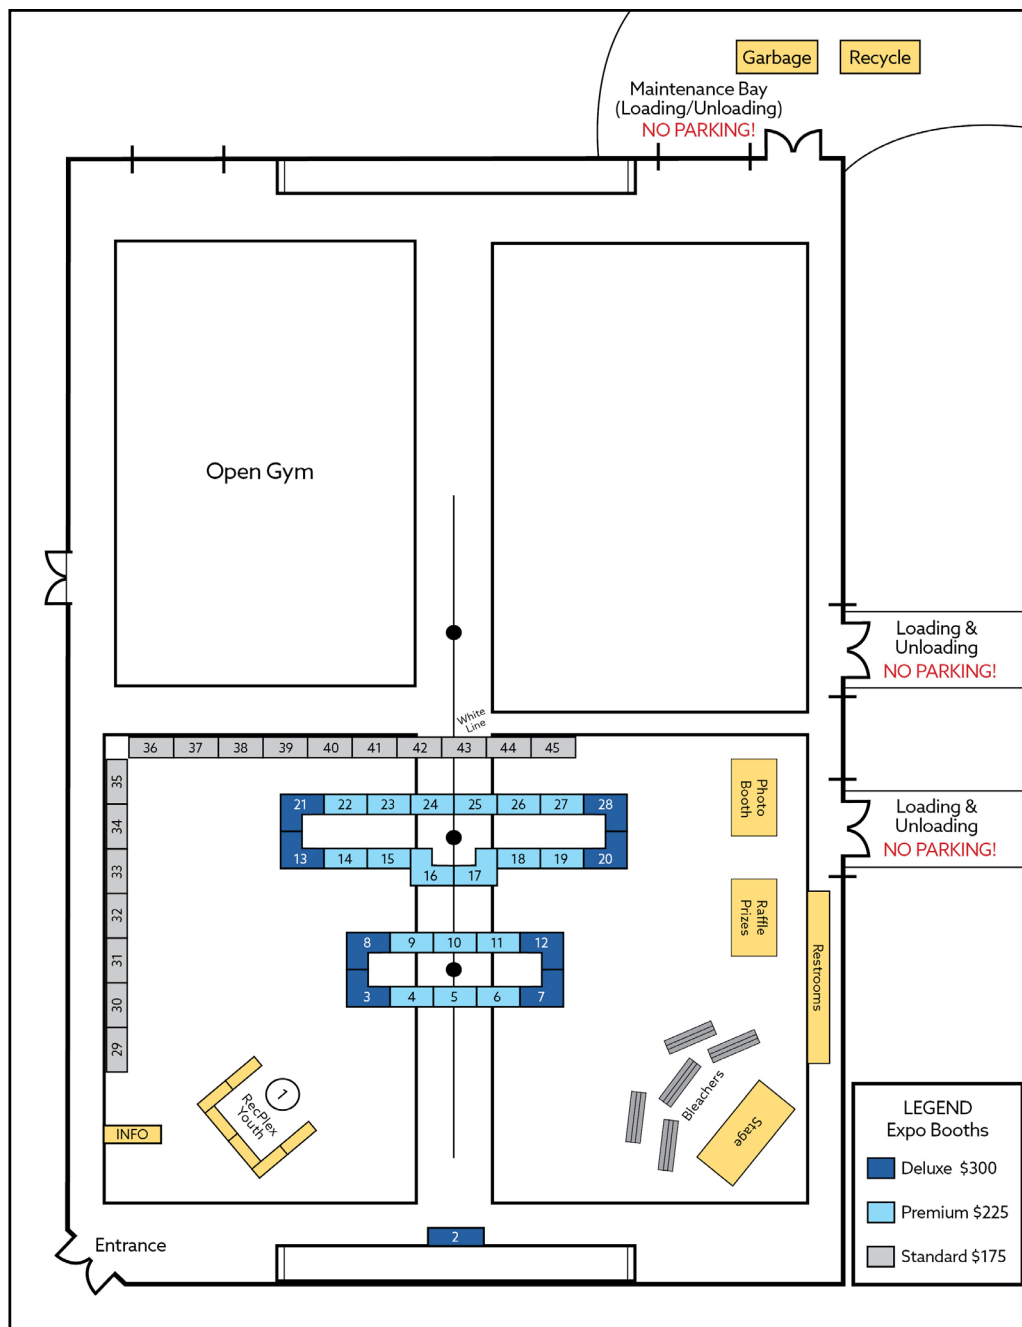 Garbage
Recycle
Maintenance Bay
(Loading/Unloading)
NO PARKING!
Open Gym
Loading &
Unloading
NO PARKING!
White
Line
36 37 38 39 40 41 42 43 44 45
35
34
33
32
31
30
29
21 22 23 24 25 26 27 28
13 14 15 16 17 18 19 20
8 9 10 11 12
3 4 5 6 7
Photo
Booth
Loading &
Unloading
NO PARKING!
Raffle
Prizes
Restrooms
1
RecPlex
Youth
INFO
Bleachers
Stage
2
Entrance
LEGEND
Expo Booths
Deluxe $300
Premium $225
Standard $175